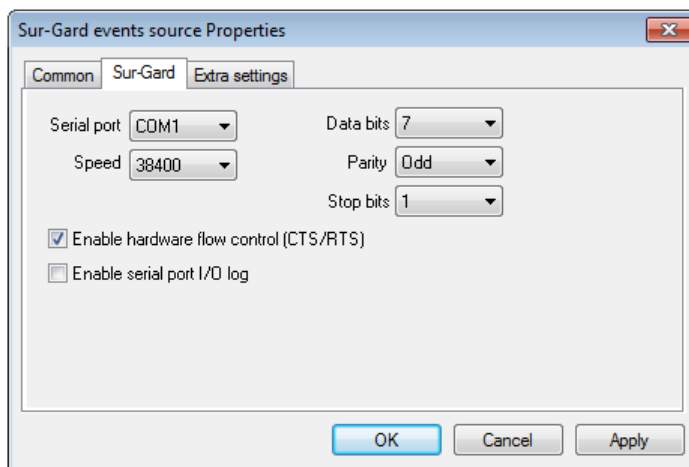 Sur-Gard events source Properties
Common Sur-Gard Extra settings
Serial port COM1 Data bits 7
Speed 38400 Parity Odd
Stop bits 1
Enable hardware flow control (CTS/RTS)
Enable serial port I/O log
OK Cancel Apply